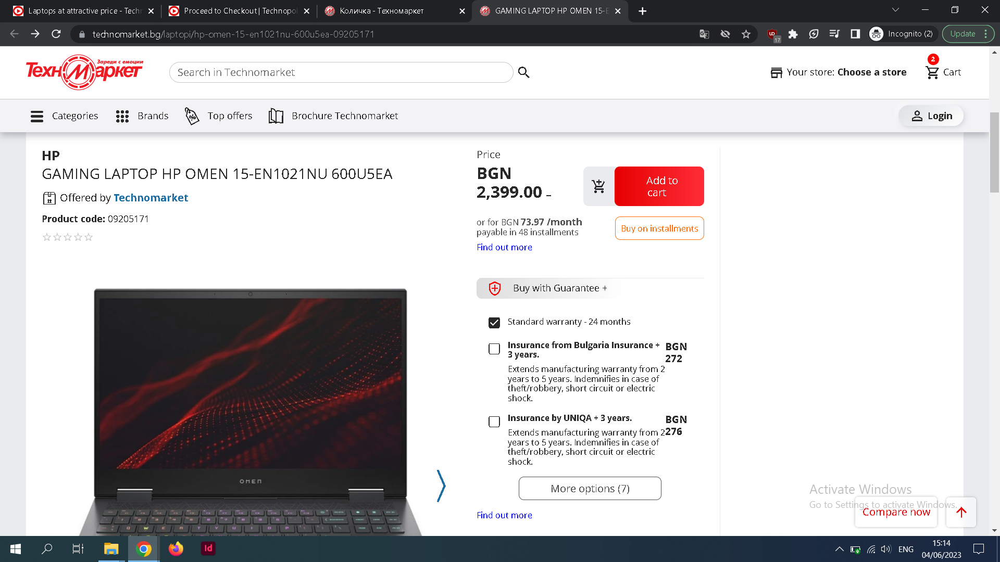 Laptops at attractive price - Techn
Proceed to Checkout | Technopol
Количка - Техномаркет
GAMING LAPTOP HP OMEN 15-E
technomarket.bg/laptopi/hp-omen-15-en1021nu-600u5ea-09205171
17
Incognito (2)
Update
Зареди с емоции
ТехнМаркет
Search in Technomarket
Your store: Choose a store
2
Cart
Categories
Brands
Top offers
Brochure Technomarket
Login
HP
GAMING LAPTOP HP OMEN 15-EN1021NU 600U5EA
Offered by Technomarket
Product code: 09205171
Price
BGN
2,399.00 –
Add to
cart
or for BGN 73.97 /month
payable in 48 installments
Buy on installments
Find out more
Buy with Guarantee +
Standard warranty - 24 months
Insurance from Bulgaria Insurance +
3 years.
BGN
272
Extends manufacturing warranty from 2
years to 5 years. Indemnifies in case of
theft/robbery, short circuit or electric
shock.
Insurance by UNIQA + 3 years.
BGN
276
Extends manufacturing warranty from 2
years to 5 years. Indemnifies in case of
theft/robbery, short circuit or electric
shock.
More options (7)
Find out more
OMEN
Activate Windows
Go to Settings to activate Windows.
Compare now
Id
ENG
15:14
04/06/2023